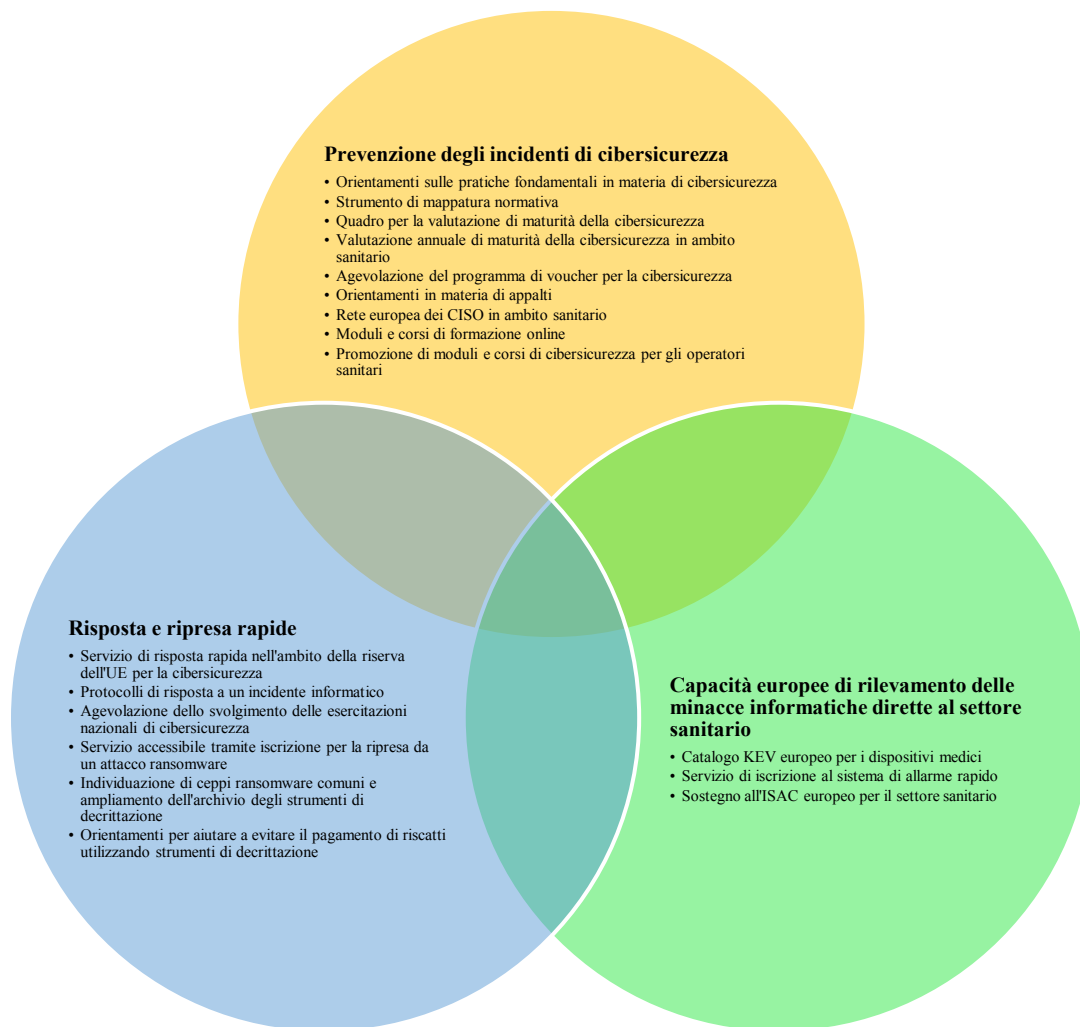 Prevenzione degli incidenti di cibersicurezza
• Orientamenti sulle pratiche fondamentali in materia di cibersicurezza
• Strumento di mappatura normativa
• Quadro per la valutazione di maturità della cibersicurezza
• Valutazione annuale di maturità della cibersicurezza in ambito
sanitario
• Agevolazione del programma di voucher per la cibersicurezza
• Orientamenti in materia di appalti
• Rete europea dei CISO in ambito sanitario
• Moduli e corsi di formazione online
• Promozione di moduli e corsi di cibersicurezza per gli operatori
sanitari
Risposta e ripresa rapide
• Servizio di risposta rapida nell'ambito della riserva
dell'UE per la cibersicurezza
• Protocolli di risposta a un incidente informatico
• Agevolazione dello svolgimento delle esercitazioni
nazionali di cibersicurezza
• Servizio accessibile tramite iscrizione per la ripresa da
un attacco ransomware
• Individuazione di ceppi ransomware comuni e
ampliamento dell'archivio degli strumenti di
decrittazione
• Orientamenti per aiutare a evitare il pagamento di riscatti
utilizzando strumenti di decrittazione
Capacità europee di rilevamento delle
minacce informatiche dirette al settore
sanitario
• Catalogo KEV europeo per i dispositivi medici
• Servizio di iscrizione al sistema di allarme rapido
• Sostegno all'ISAC europeo per il settore sanitario